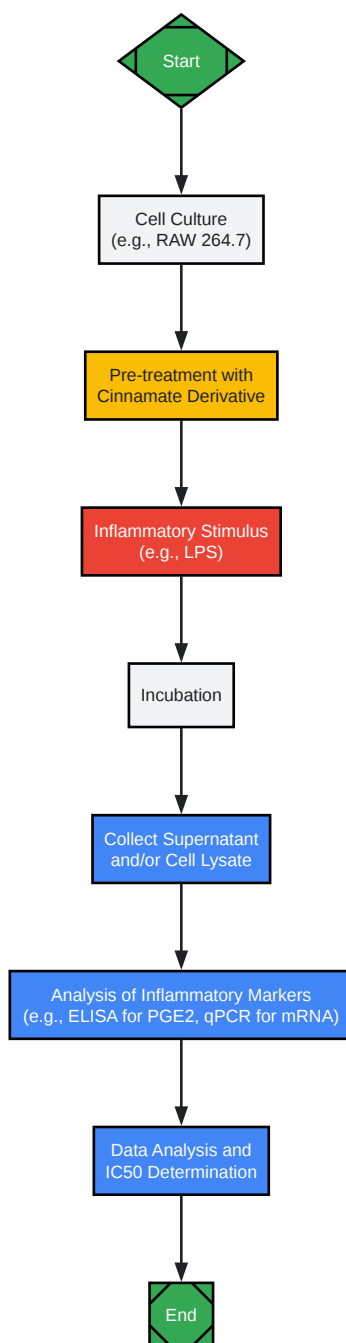 Start
Cell Culture
(e.g., RAW 264.7)
Pre-treatment with
Cinnamate Derivative
Inflammatory Stimulus
(e.g., LPS)
Incubation
Collect Supernatant
and/or Cell Lysate
Analysis of Inflammatory Markers
(e.g., ELISA for PGE2, qPCR for mRNA)
Data Analysis and
IC50 Determination
End